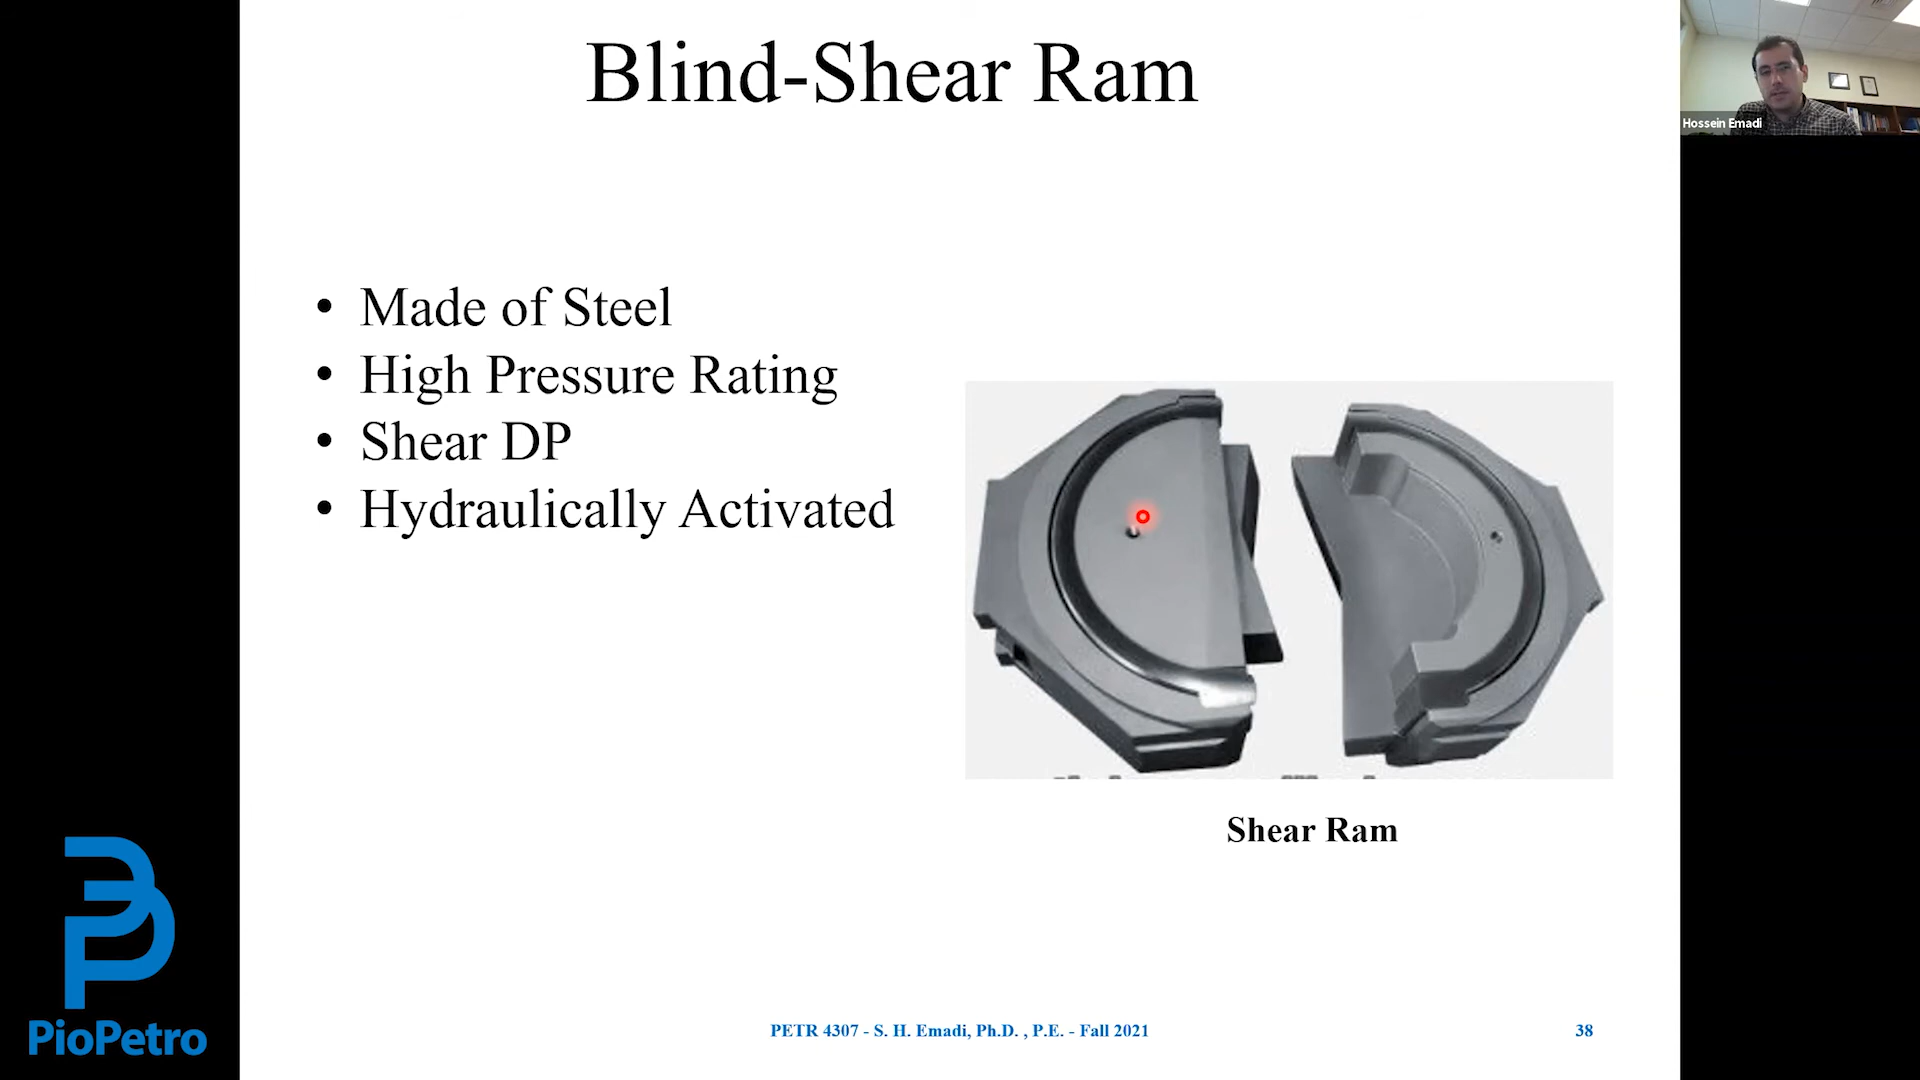 Blind-Shear Ram
Hossein Emadi
• Made of Steel
• High Pressure Rating
• Shear DP
• Hydraulically Activated
Shear Ram
PioPetro
PETR 4307 - S. H. Emadi, Ph.D. , P.E. - Fall 2021
38